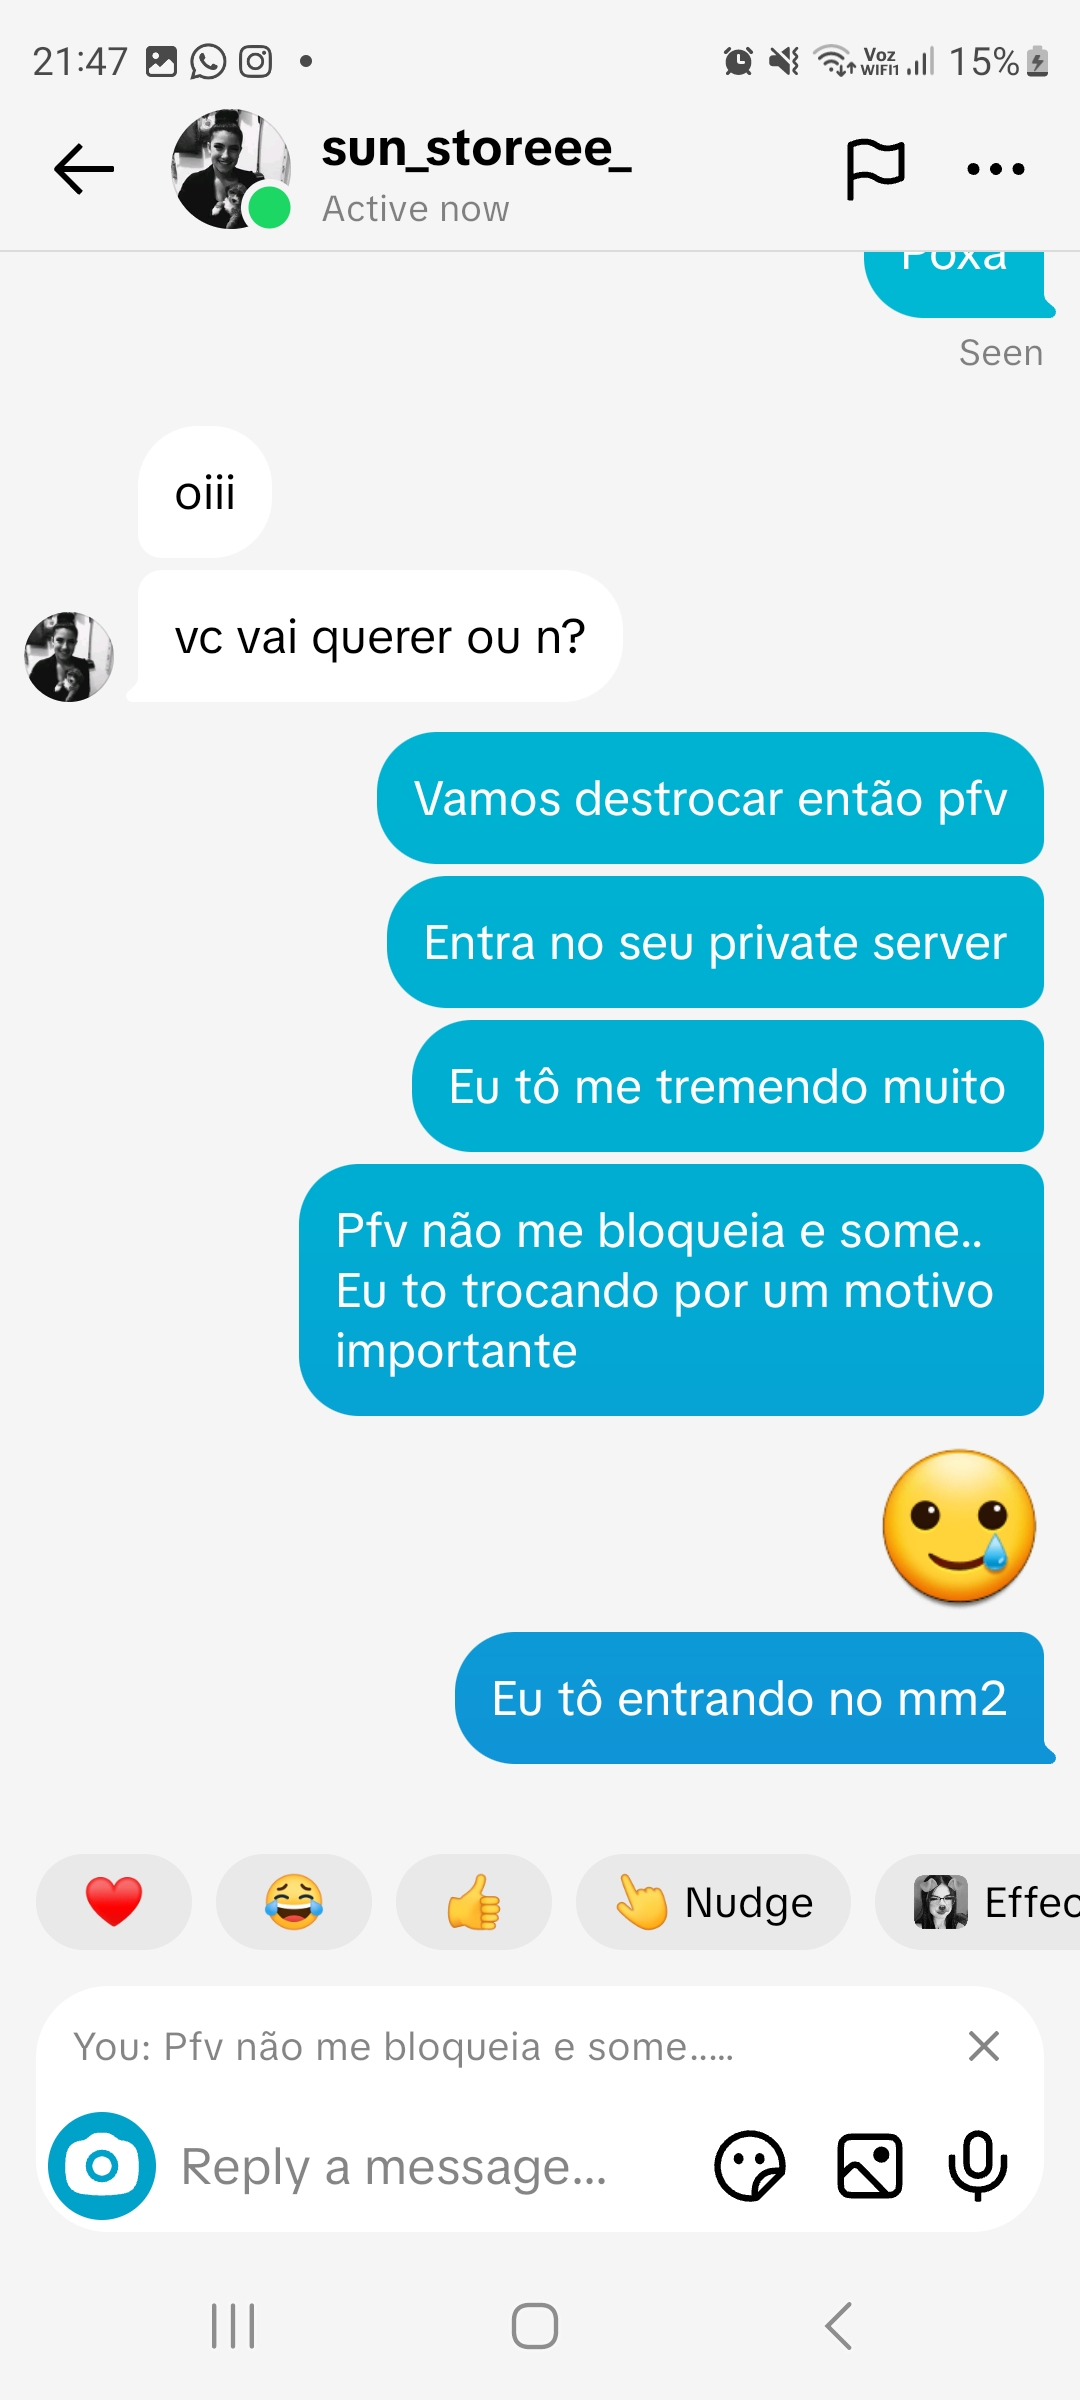 21:47
Voz
WIFI1
15%
sun_storeee_
Active now
Poxa
Seen
oiii
vc vai querer ou n?
Vamos destrocar então pfv
Entra no seu private server
Eu tô me tremendo muito
Pfv não me bloqueia e some..
Eu to trocando por um motivo
importante
Eu tô entrando no mm2
Nudge
Effec
You: Pfv não me bloqueia e some.....
Reply a message...